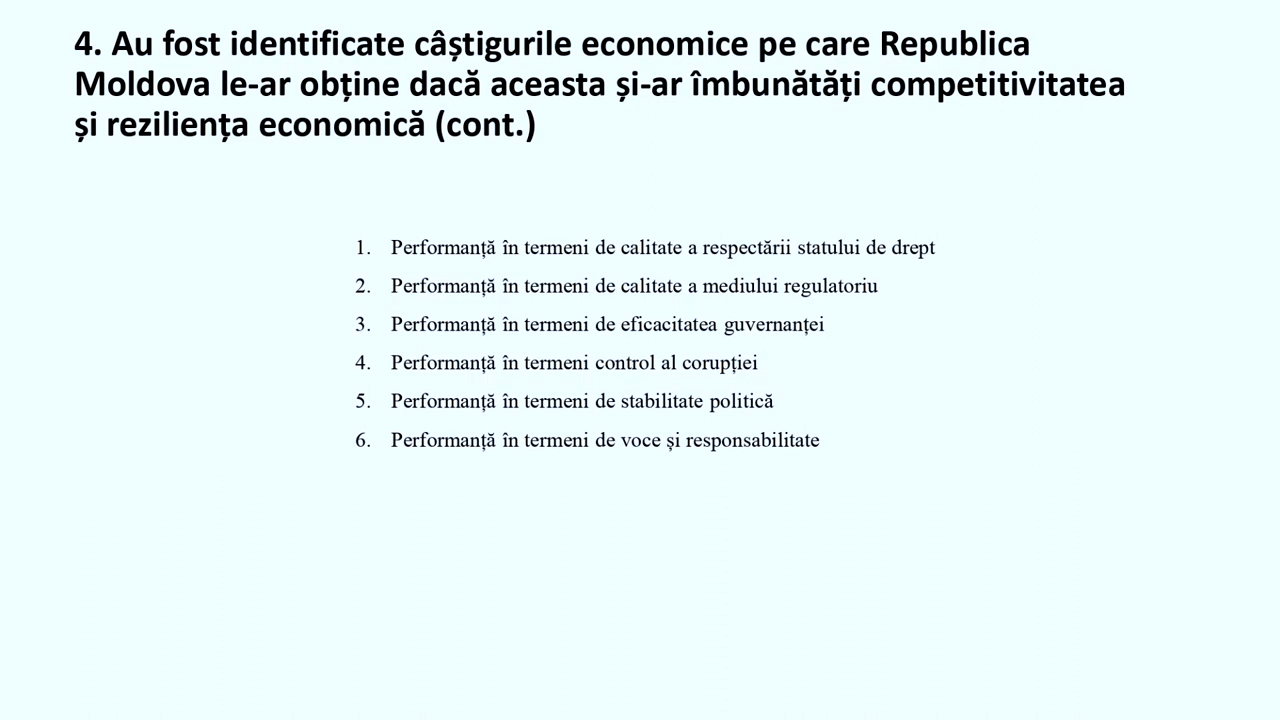 4. Au fost identificate câștigurile economice pe care Republica
Moldova le-ar obține dacă aceasta și-ar îmbunătăți competitivitatea
și reziliența economică (cont.)
1. Performanță în termeni de calitate a respectării statului de drept
2. Performanță în termeni de calitate a mediului regulatoriu
3. Performanță în termeni de eficacitatea guvernanței
4. Performanță în termeni control al corupției
5. Performanță în termeni de stabilitate politică
6. Performanță în termeni de voce și responsabilitate